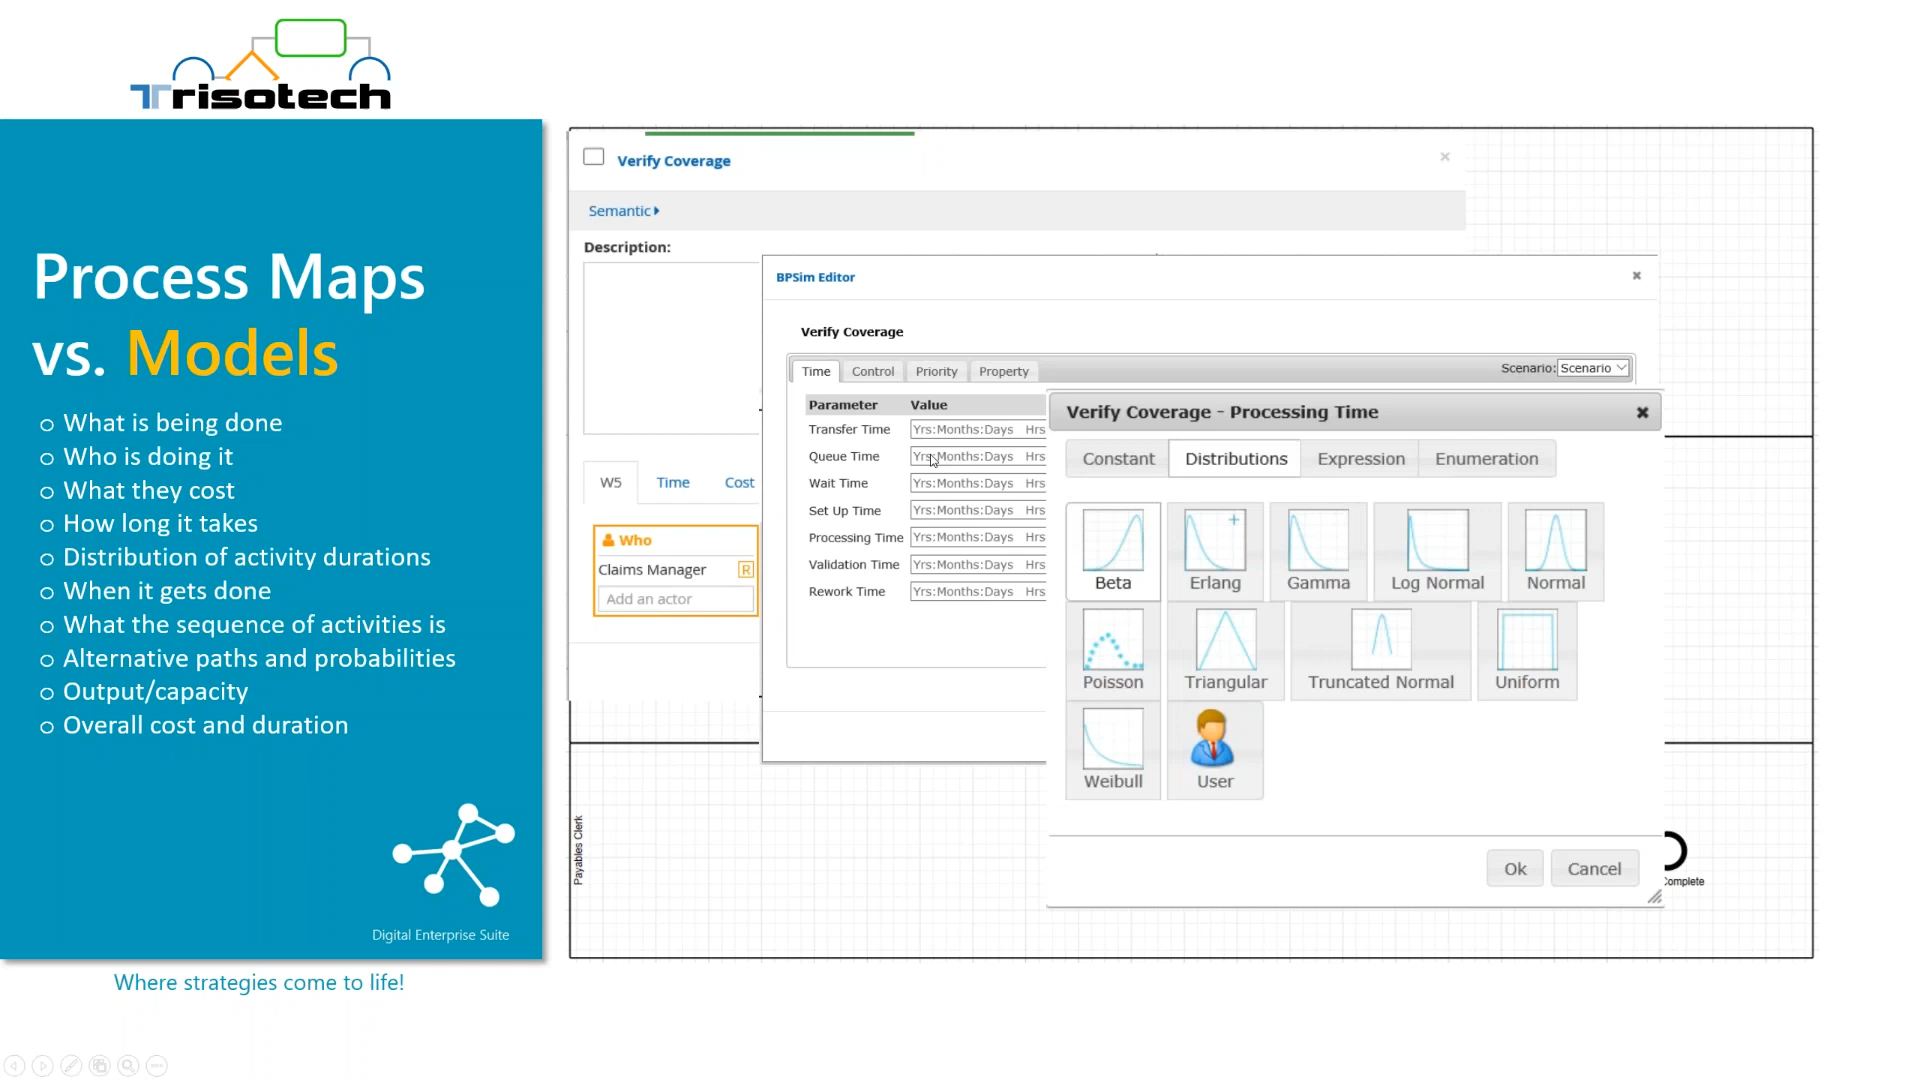 Trisotech
Process Maps
vs. Models
o What is being done
o Who is doing it
o What they cost
o How long it takes
o Distribution of activity durations
o When it gets done
o What the sequence of activities is
o Alternative paths and probabilities
o Output/capacity
o Overall cost and duration
Digital Enterprise Suite
Where strategies come to life!
Verify Coverage
Semantic
Description:
W5 Time Cost
Who
Claims Manager R
Add an actor
Payables Clerk
BPSim Editor
Verify Coverage
Time Control Priority Property Scenario: Scenario
Parameter Value
Transfer Time Yrs:Months:Days Hrs
Queue Time Yrs:Months:Days Hrs
Wait Time Yrs:Months:Days Hrs
Set Up Time Yrs:Months:Days Hrs
Processing Time Yrs:Months:Days Hrs
Validation Time Yrs:Months:Days Hrs
Rework Time Yrs:Months:Days Hrs
Verify Coverage - Processing Time
Constant Distributions Expression Enumeration
Beta Erlang Gamma Log Normal Normal
Poisson Triangular Truncated Normal Uniform
Weibull User
Ok Cancel
Complete